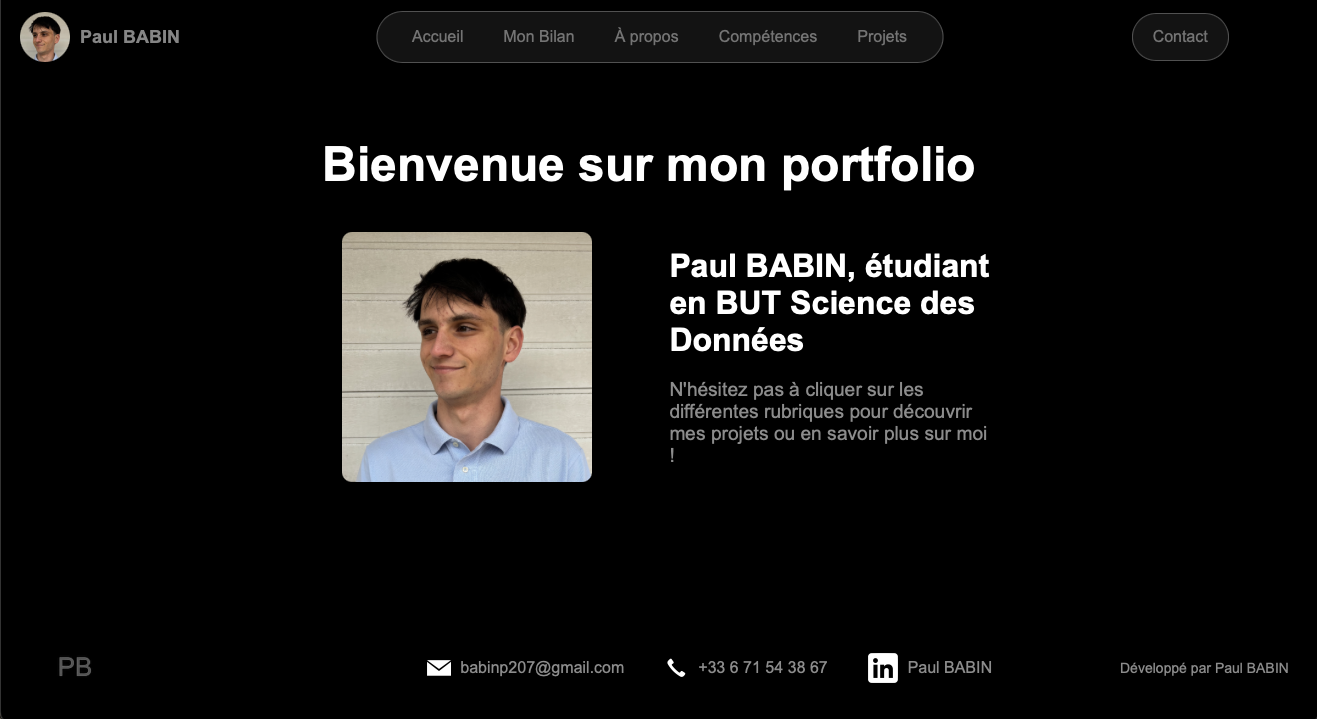 Paul BABIN
Accueil
Mon Bilan
À propos
Compétences
Projets
Contact
Bienvenue sur mon portfolio
Paul BABIN, étudiant
en BUT Science des
Données
N'hésitez pas à cliquer sur les
différentes rubriques pour découvrir
mes projets ou en savoir plus sur moi
!
PB
babinp207@gmail.com
+33 6 71 54 38 67
in
Paul BABIN
Développé par Paul BABIN